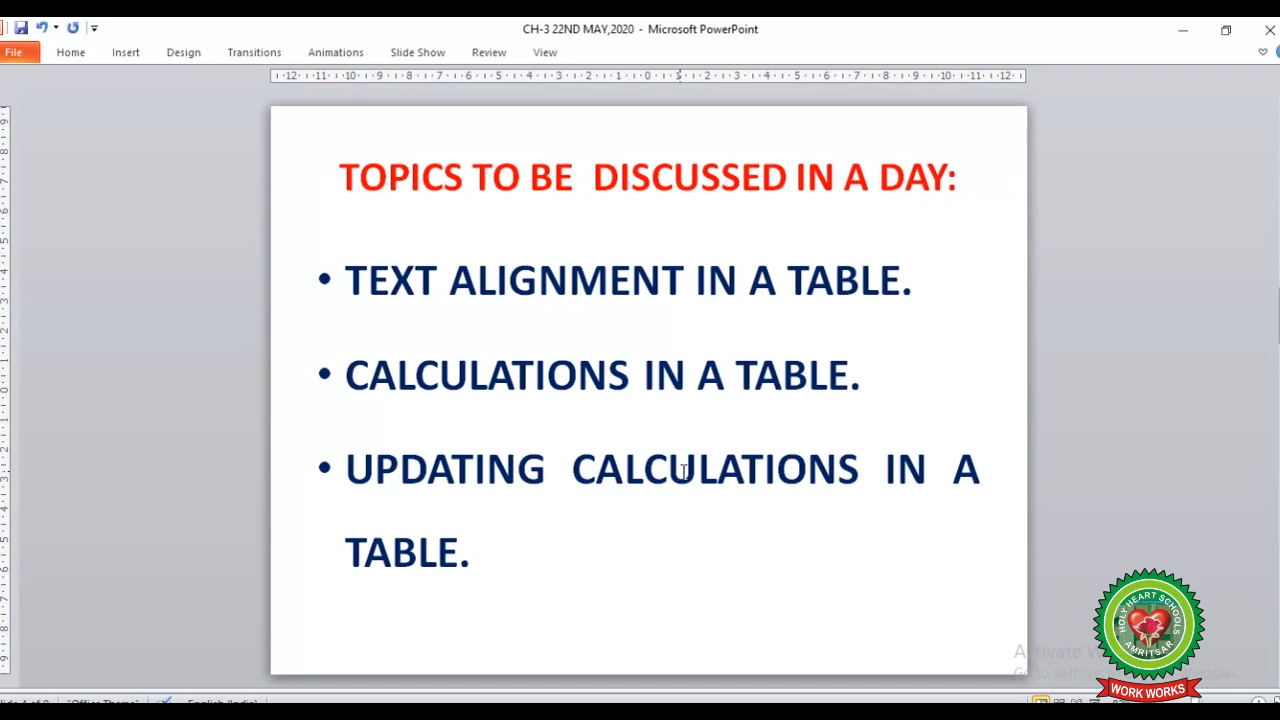 CH-3 22ND MAY,2020 - Microsoft PowerPoint
File Home Insert Design Transitions Animations Slide Show Review View
TOPICS TO BE DISCUSSED IN A DAY:
• TEXT ALIGNMENT IN A TABLE.
• CALCULATIONS IN A TABLE.
• UPDATING CALCULATIONS IN A
TABLE.
HOLY HEART SCHOOLS
AMRITSAR
WORK WORKS